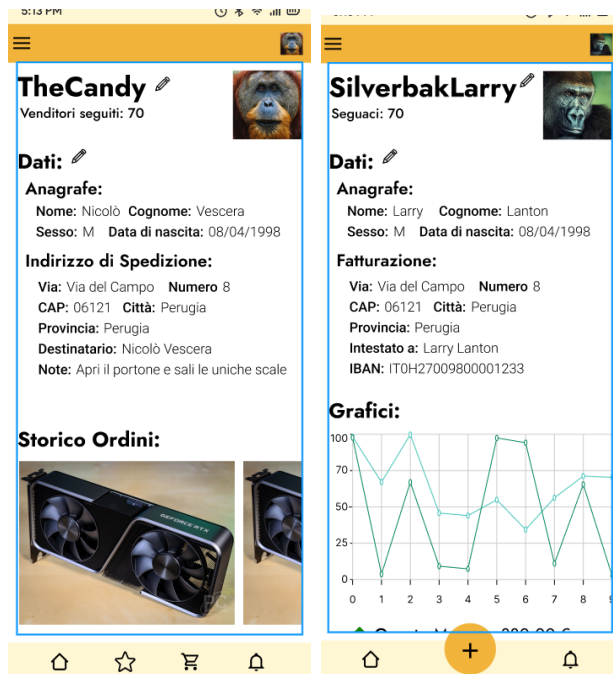 5:13 PM
TheCandy
Venditori seguiti: 70
Dati:
Anagrafe:
Nome: Nicolò Cognome: Vescera
Sesso: M Data di nascita: 08/04/1998
Indirizzo di Spedizione:
Via: Via del Campo Numero 8
CAP: 06121 Città: Perugia
Provincia: Perugia
Destinatario: Nicolò Vescera
Note: Apri il portone e sali le uniche scale
Storico Ordini:
GEFORCE RTX
SilverbakLarry
Seguaci: 70
Dati:
Anagrafe:
Nome: Larry Cognome: Lanton
Sesso: M Data di nascita: 08/04/1998
Fatturazione:
Via: Via del Campo Numero 8
CAP: 06121 Città: Perugia
Provincia: Perugia
Intestato a: Larry Lanton
IBAN: IT0H27009800001233
Grafici:
100
70
50
25
0
0 1 2 3 4 5 6 7 8 9